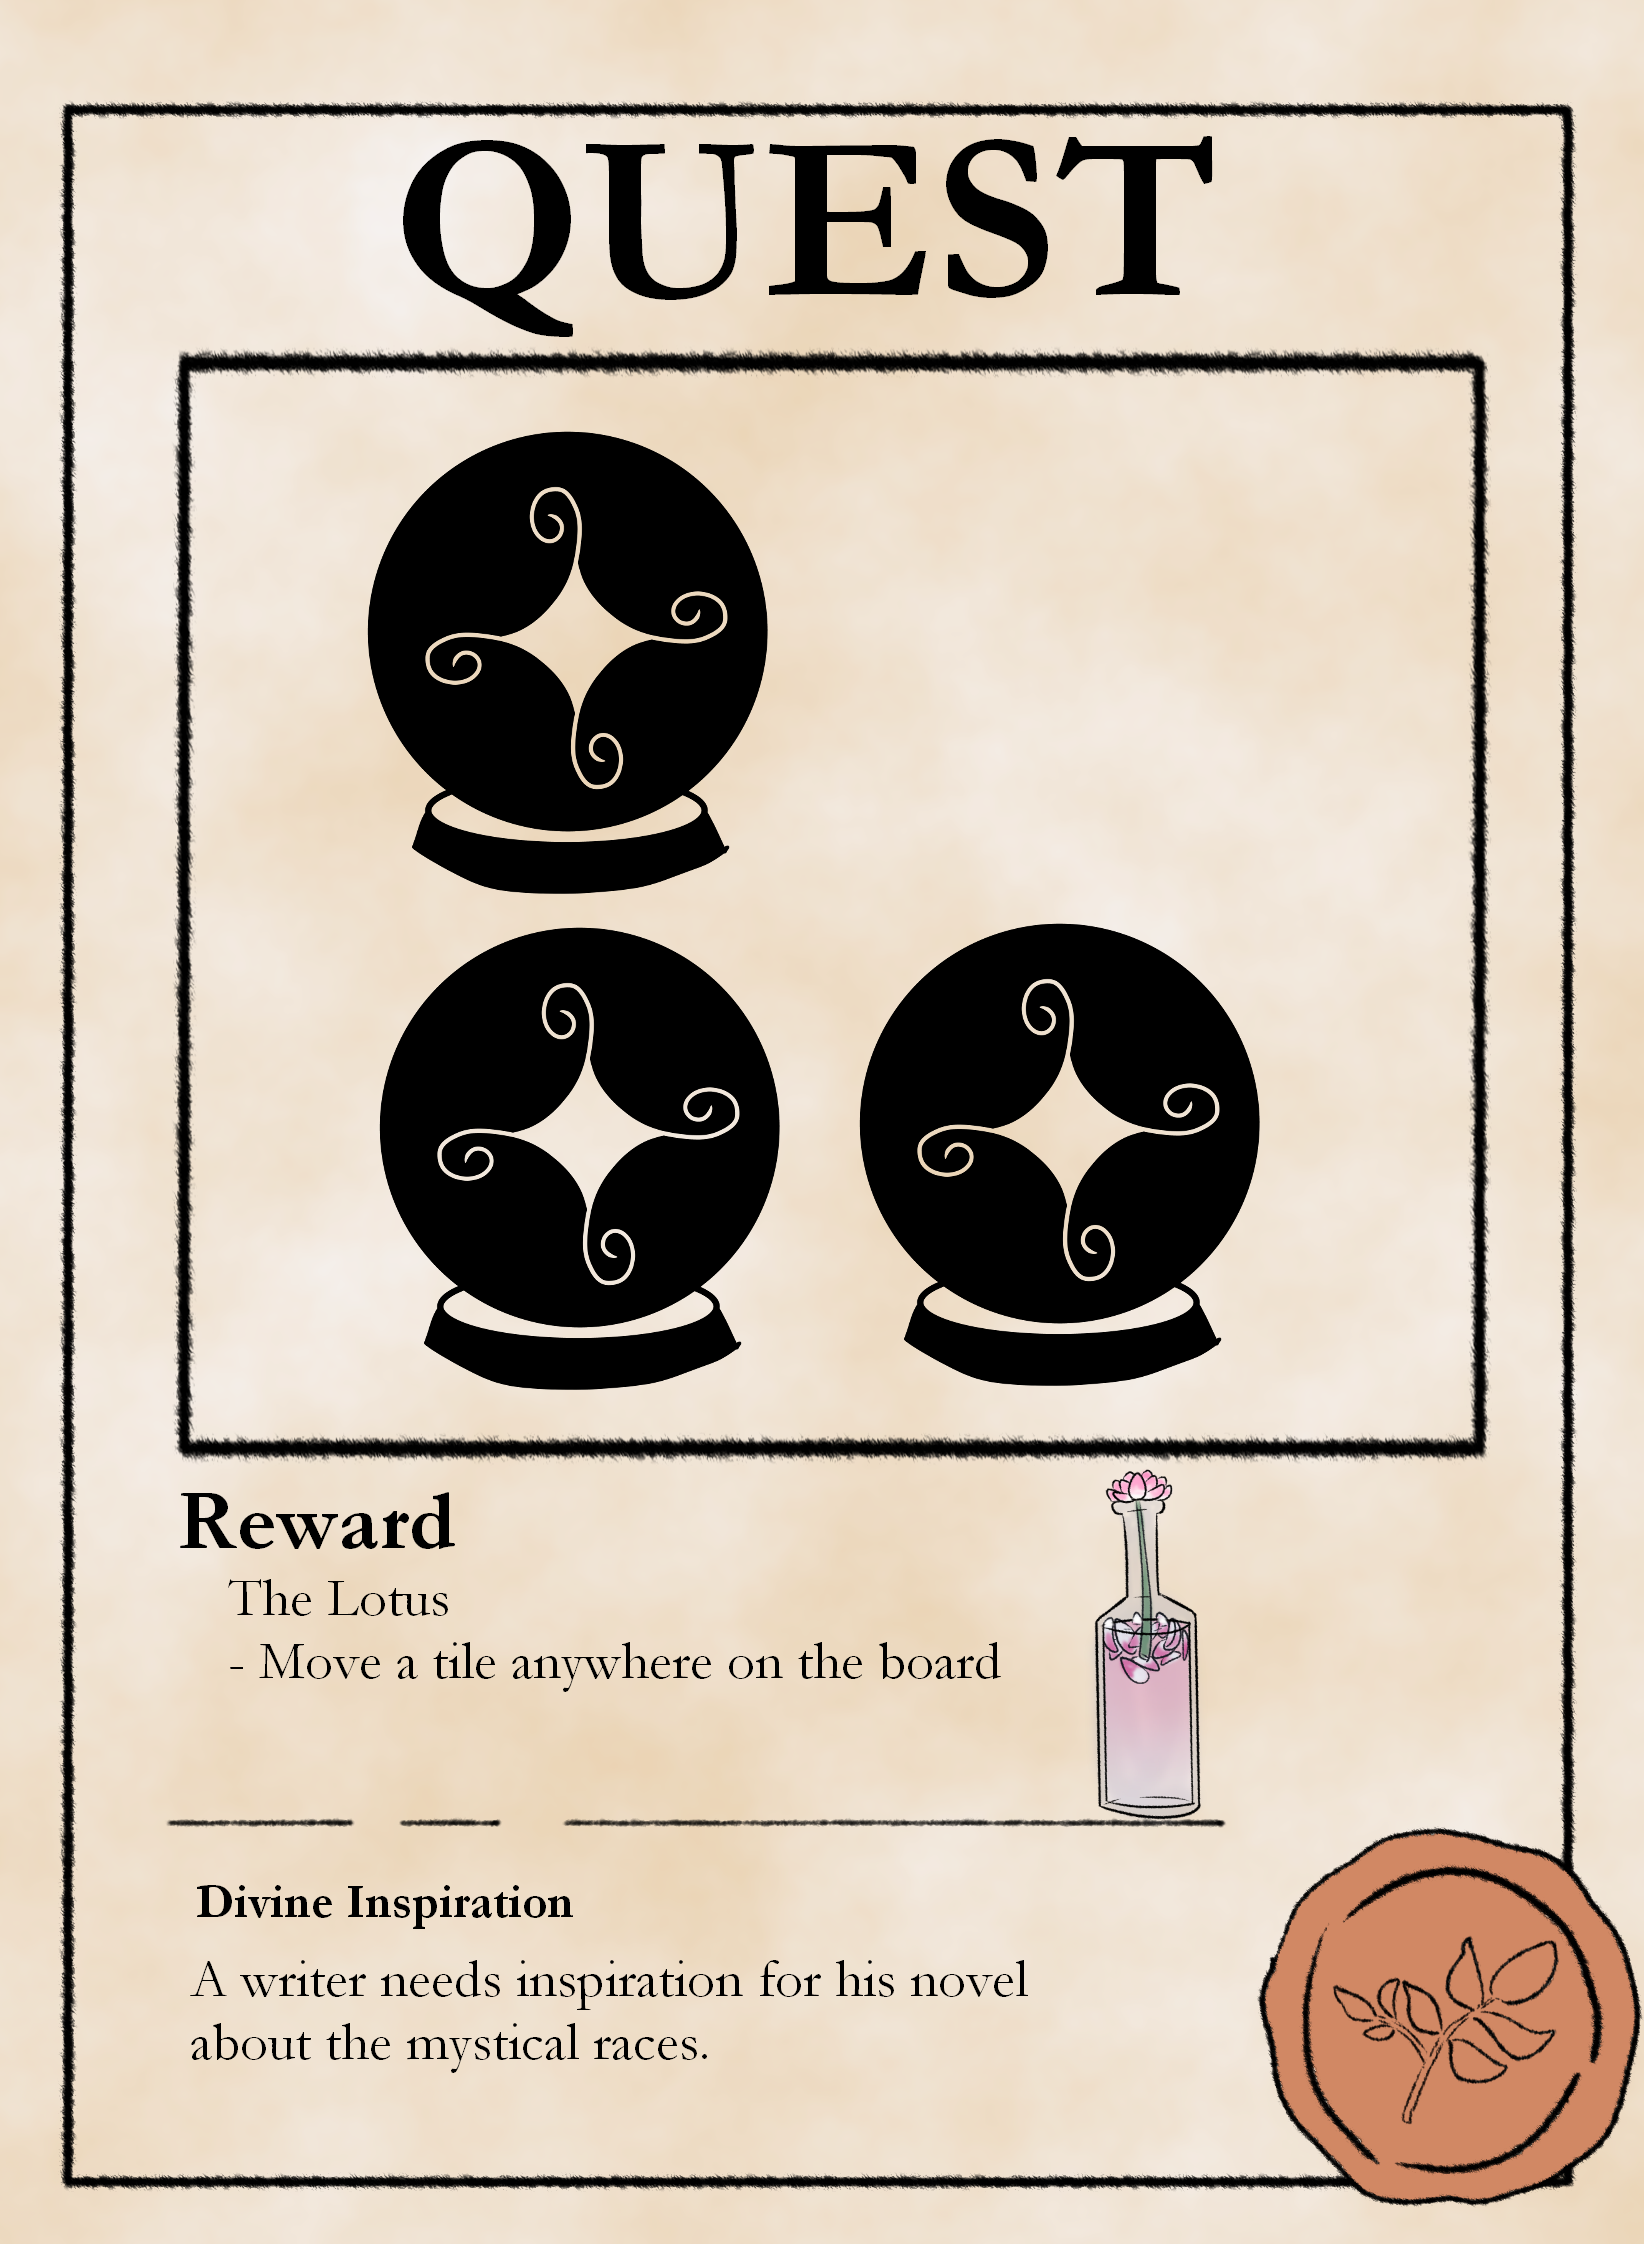 QUEST
Reward
The Lotus
- Move a tile anywhere on the board
Divine Inspiration
A writer needs inspiration for his novel
about the mystical races.